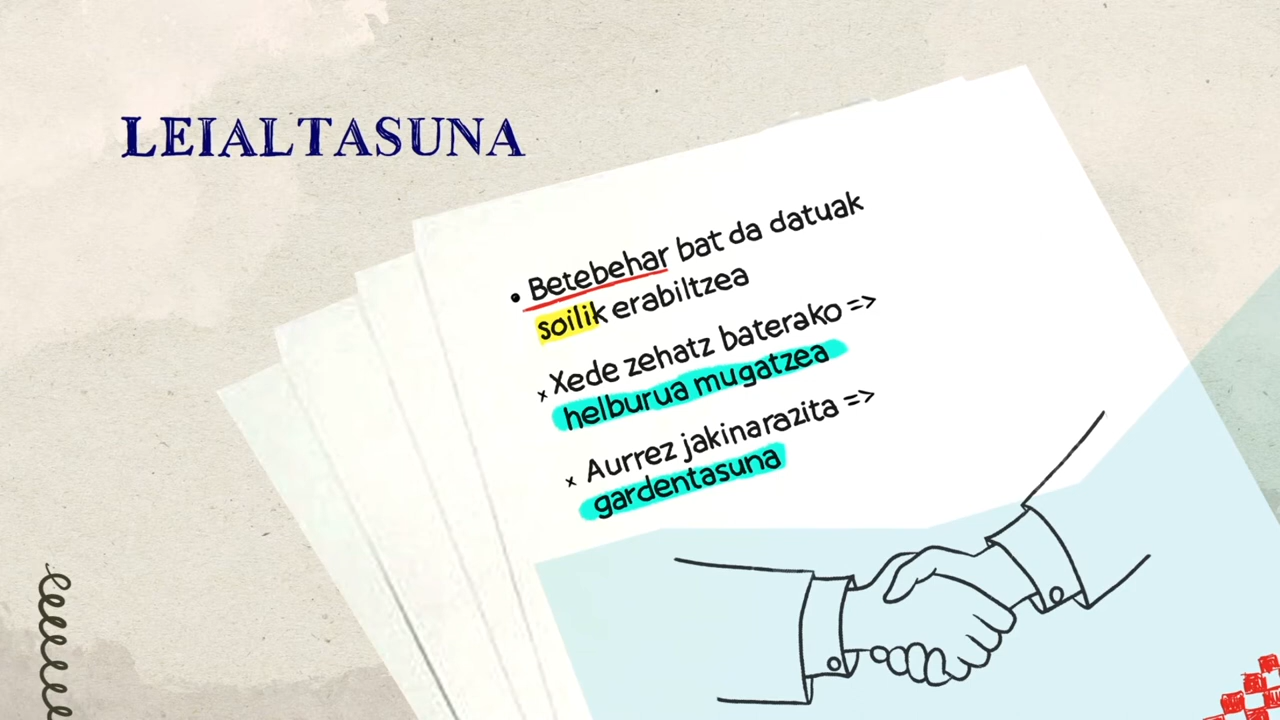 LEIALTASUNA
• Betebehar bat da datuak
soilik erabiltzea
x Xede zehatz baterako =>
helburua mugatzea
x Aurrez jakinarazita =>
gardentasuna